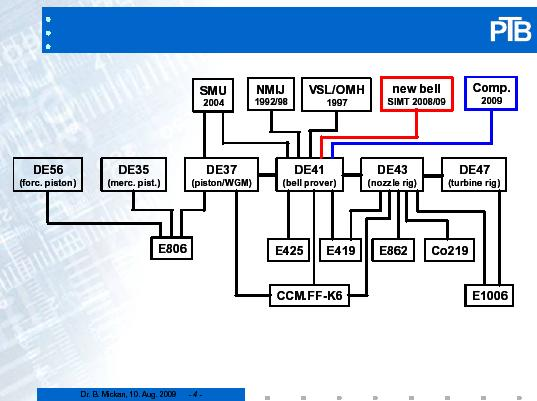 PTB
SMU
2004
NMIJ
1992/98
VSL/OMH
1997
new bell
SIMT 2008/09
Comp.
2009
DE56
(forc. piston)
DE35
(merc. pist.)
DE37
(piston/WGM)
DE41
(bell prover)
DE43
(nozzle rig)
DE47
(turbine rig)
E806
E425
E419
E862
Co219
CCM.FF-K6
E1006
Dr. B. Mickan, 10. Aug. 2009 - 4 -